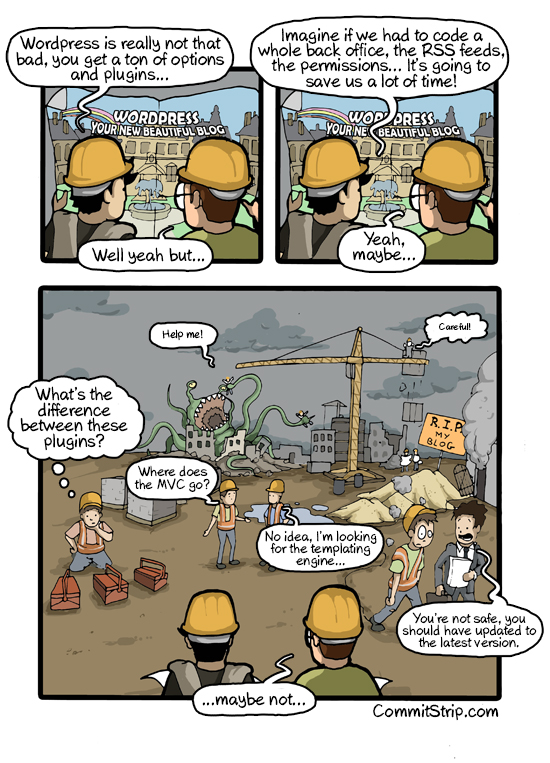 Wordpress is really not that
bad, you get a ton of options
and plugins...
WORDPRESS
YOUR NEW BEAUTIFUL BLOG
Well yeah but...
Imagine if we had to code a
whole back office, the RSS feeds,
the permissions... It's going to
save us a lot of time!
WORDPRESS
YOUR NEW BEAUTIFUL BLOG
Yeah,
maybe...
Help me!
Careful!
What's the
difference
between these
plugins?
R.I.P
MY
BLOG
Where does
the MVC go?
No idea, I'm looking
for the templating
engine...
You're not safe, you
should have updated to
the latest version.
...maybe not...
CommitStrip.com